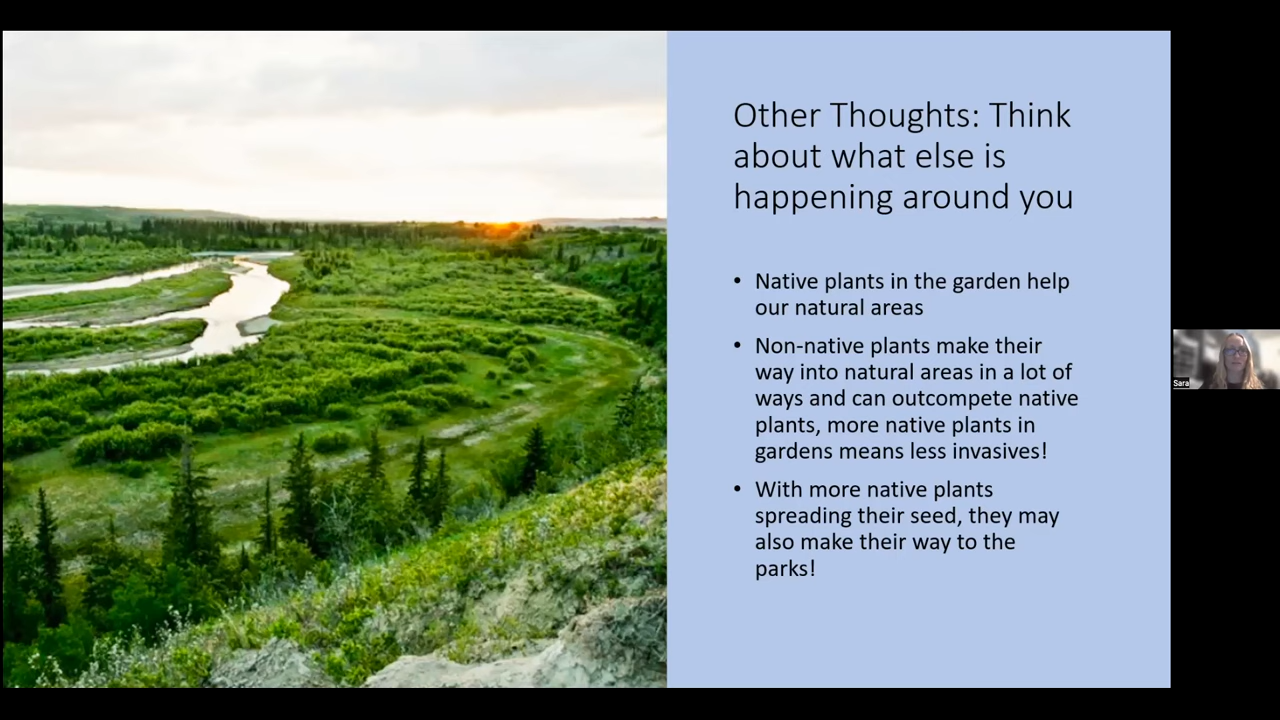 Other Thoughts: Think
about what else is
happening around you
• Native plants in the garden help
our natural areas
• Non-native plants make their
way into natural areas in a lot of
ways and can outcompete native
plants, more native plants in
gardens means less invasives!
• With more native plants
spreading their seed, they may
also make their way to the
parks!
Sara